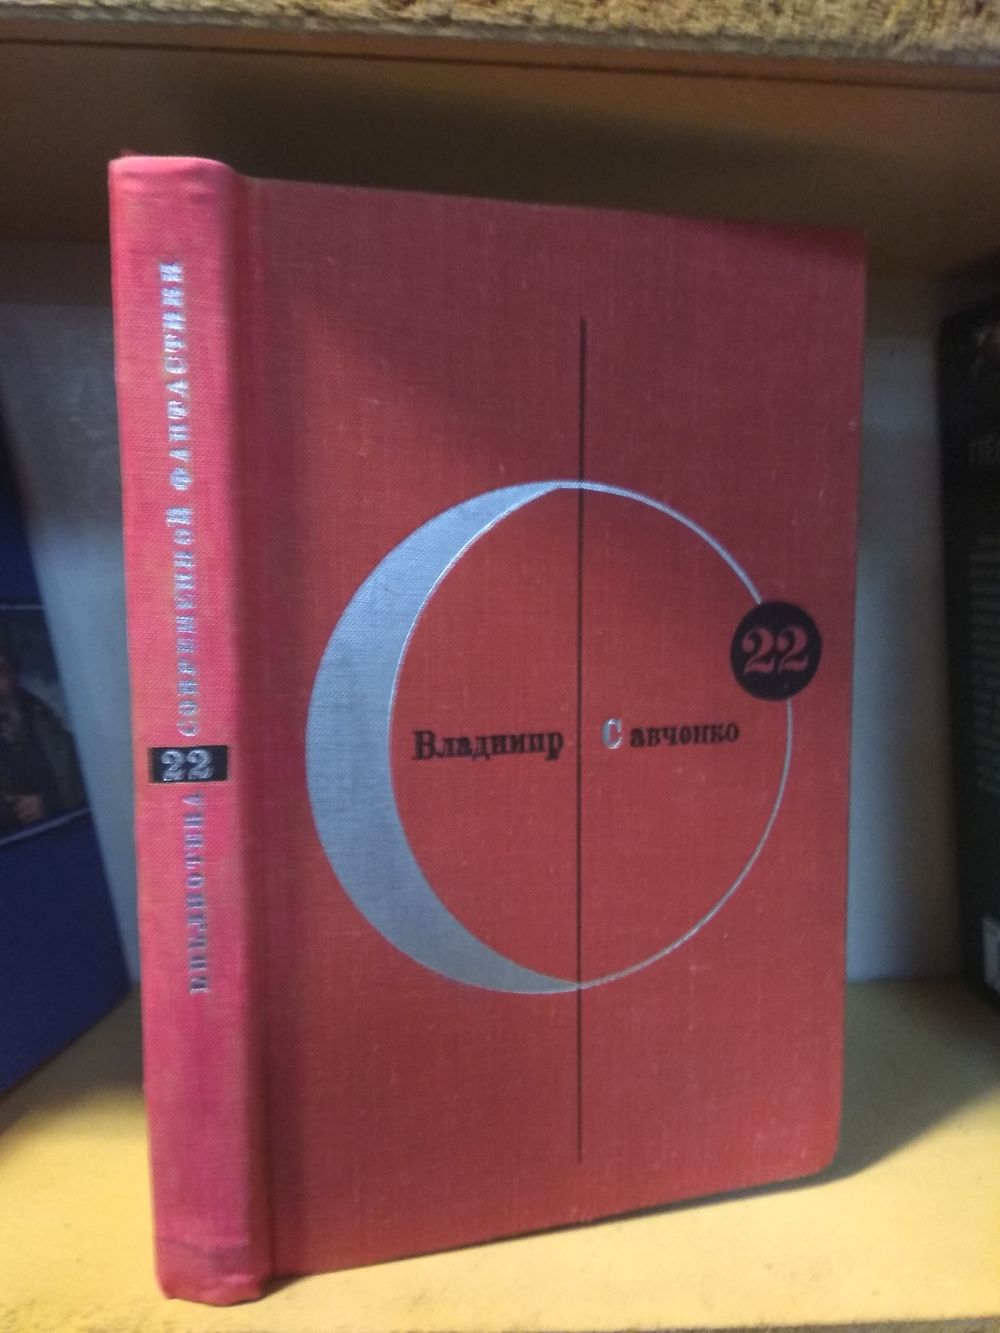 БИБЛИОТЕКА 22 СОВРЕМЕННОЙ ФАНТАСТИКИ
22
Владимир Савченко